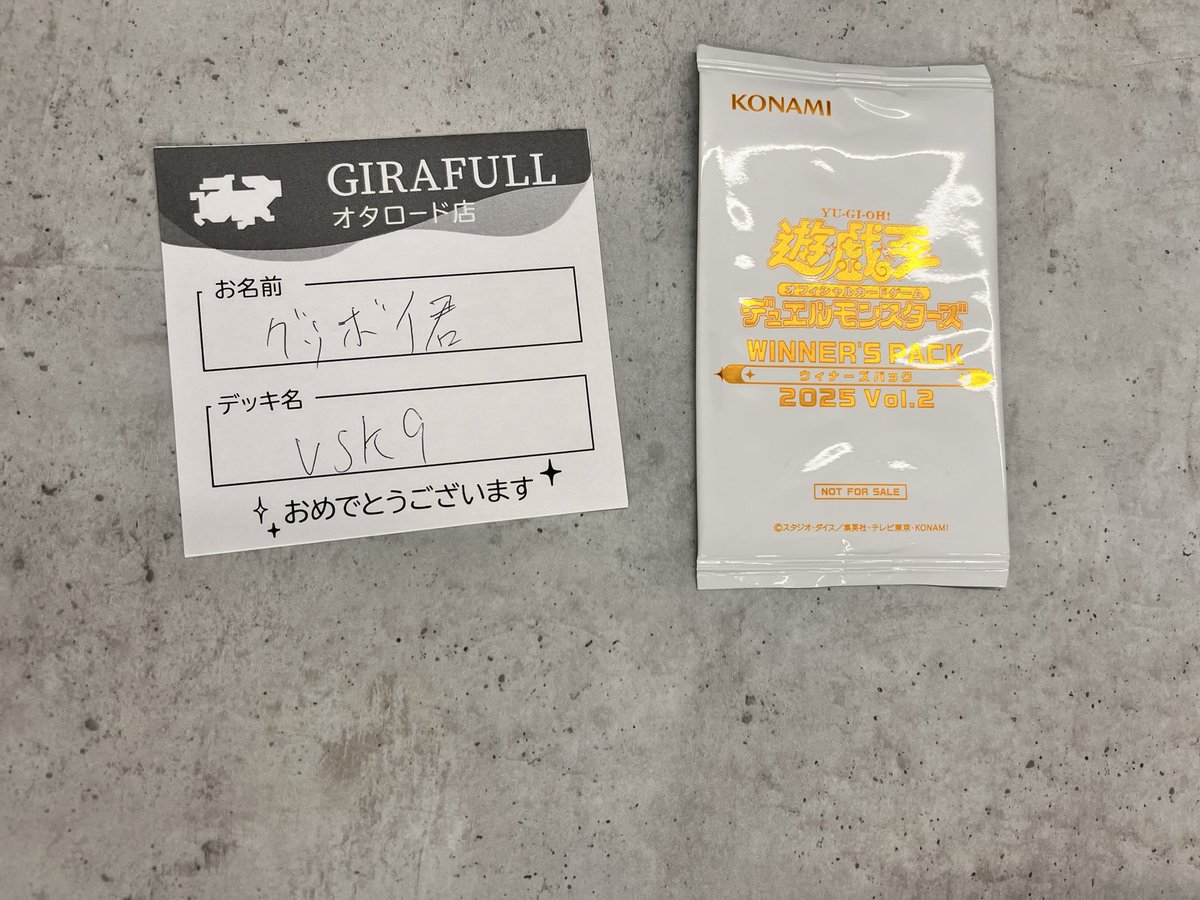 GIRAFULL
オタロード店
お名前
グッボイ君
デッキ名
VSK9
おめでとうございます
KONAMI
YU-GI-OH!
遊戯王
オフィシャルカードゲーム
デュエルモンスターズ
WINNER'S PACK
ウィナーズパック
2025 Vol.2
NOT FOR SALE
©スタジオ・ダイス/集英社・テレビ東京・KONAMI